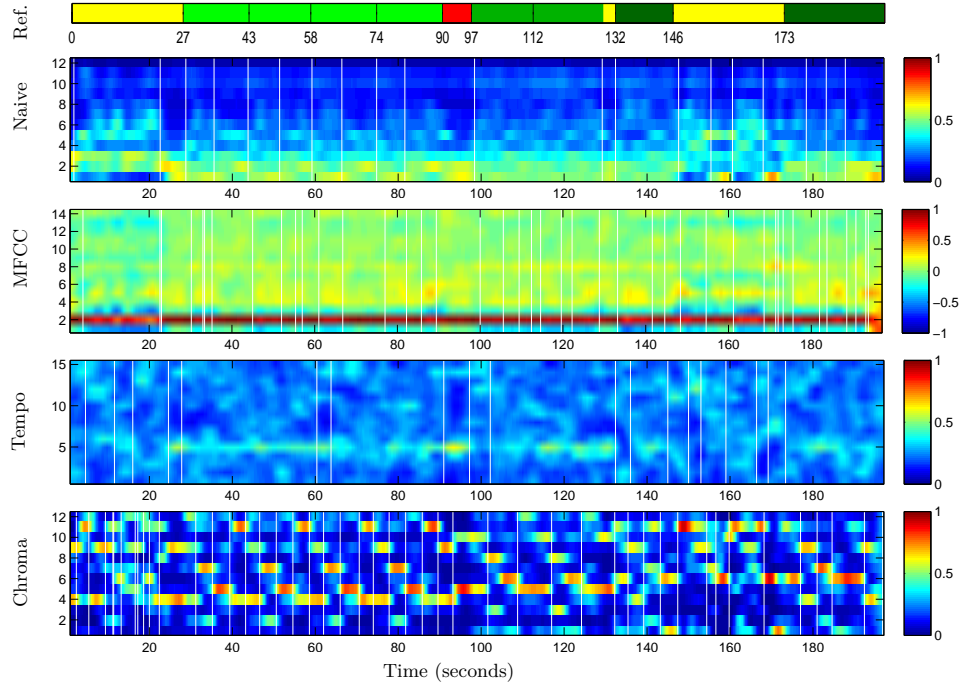 Ref.
0 27 43 58 74 90 97 112 132 146 173
Naive
12 10 8 6 4 2
20 40 60 80 100 120 140 160 180
1 0.5 0
MFCC
14 12 10 8 6 4 2
20 40 60 80 100 120 140 160 180
1 0.5 0 −0.5 −1
Tempo
15 10 5
20 40 60 80 100 120 140 160 180
1 0.5 0
Chroma
12 10 8 6 4 2
20 40 60 80 100 120 140 160 180
1 0.5 0
Time (seconds)